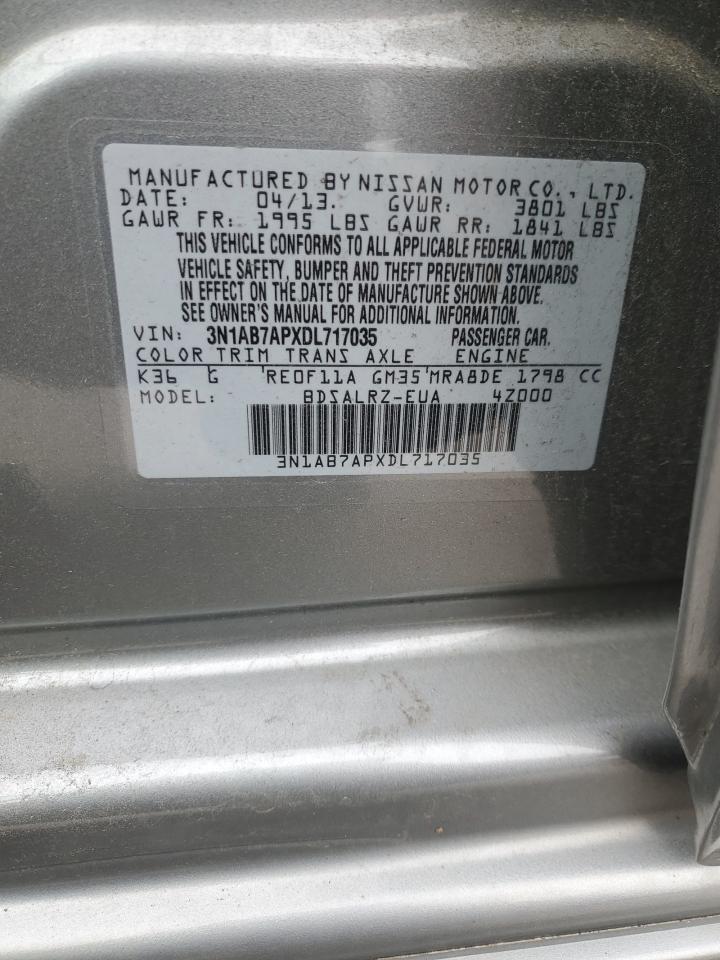 MANUFACTURED BY NISSAN MOTOR CO., LTD.
DATE: 04/13. GVWR: 3801 LBS
GAWR FR: 1995 LBS GAWR RR: 1841 LBS
THIS VEHICLE CONFORMS TO ALL APPLICABLE FEDERAL MOTOR
VEHICLE SAFETY, BUMPER AND THEFT PREVENTION STANDARDS
IN EFFECT ON THE DATE OF MANUFACTURE SHOWN ABOVE.
SEE OWNER'S MANUAL FOR ADDITIONAL INFORMATION.
VIN: 3N1AB7APXDL717035 PASSENGER CAR.
COLOR TRIM TRANS AXLE ENGINE
K36 G RE0F11A GM35 MRA8DE 1798 CC
MODEL: BDSALRZ-EUA 4Z000
3N1AB7APXDL717035